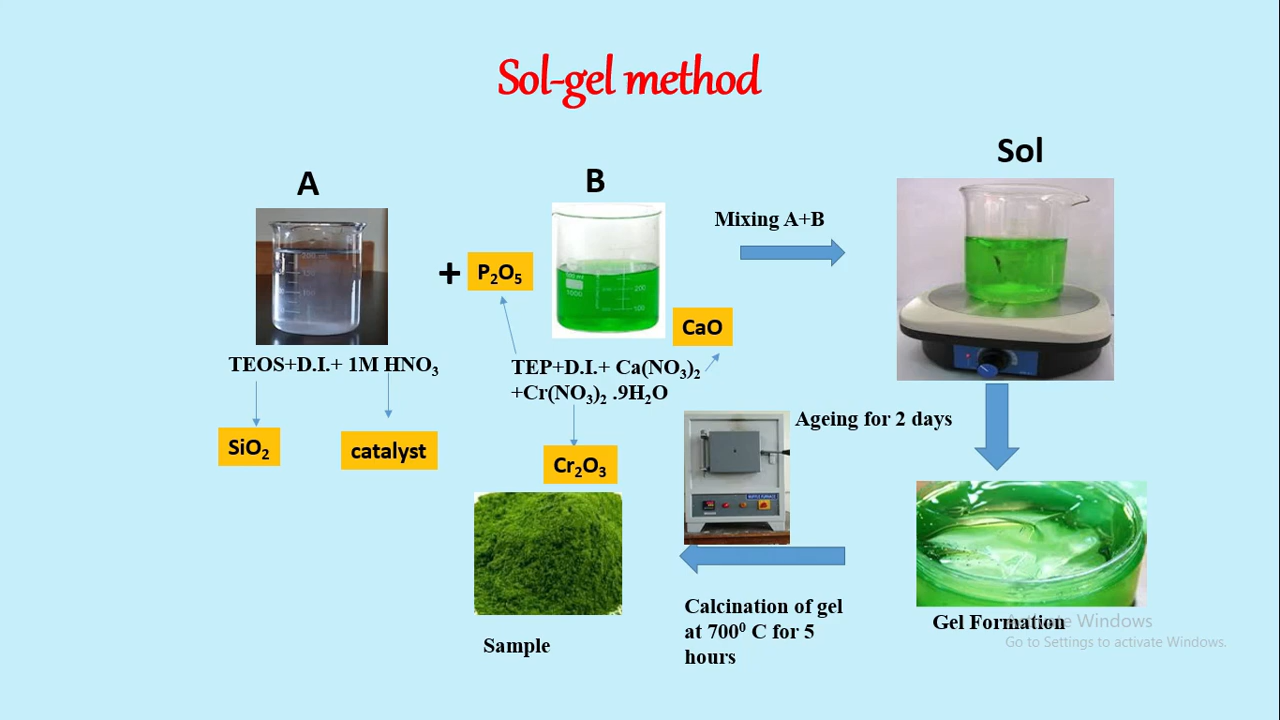 Sol-gel method
Sol
A
B
Mixing A+B
+
P₂O₅
CaO
TEOS+D.I.+ 1M HNO₃
TEP+D.I.+ Ca(NO₃)₂
+Cr(NO₃)₂ .9H₂O
SiO₂
catalyst
Cr₂O₃
Ageing for 2 days
Calcination of gel
at 700⁰ C for 5
hours
Sample
Gel Formation
Activate Windows
Go to Settings to activate Windows.